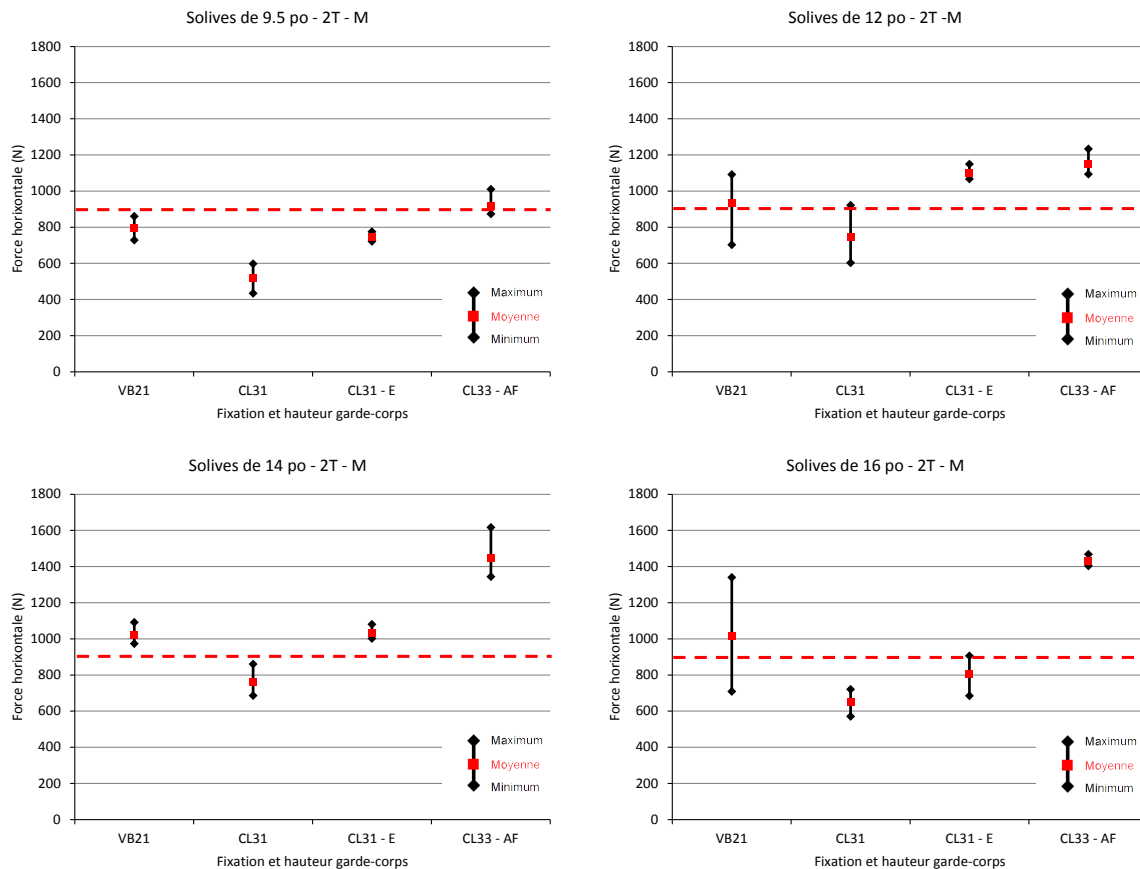 Solives de 9.5 po - 2T - M
1800
1600
1400
1200
1000
800
600
400
200
0
Force horizontale (N)
Maximum
Moyenne
Minimum
VB21 CL31 CL31 - E CL33 - AF
Fixation et hauteur garde-corps
Solives de 12 po - 2T -M
1800
1600
1400
1200
1000
800
600
400
200
0
Force horizontale (N)
Maximum
Moyenne
Minimum
VB21 CL31 CL31 - E CL33 - AF
Fixation et hauteur garde-corps
Solives de 14 po - 2T - M
1800
1600
1400
1200
1000
800
600
400
200
0
Force horizontale (N)
Maximum
Moyenne
Minimum
VB21 CL31 CL31 - E CL33 - AF
Fixation et hauteur garde-corps
Solives de 16 po - 2T - M
1800
1600
1400
1200
1000
800
600
400
200
0
Force horizontale (N)
Maximum
Moyenne
Minimum
VB21 CL31 CL31 - E CL33 - AF
Fixation et hauteur garde-corps